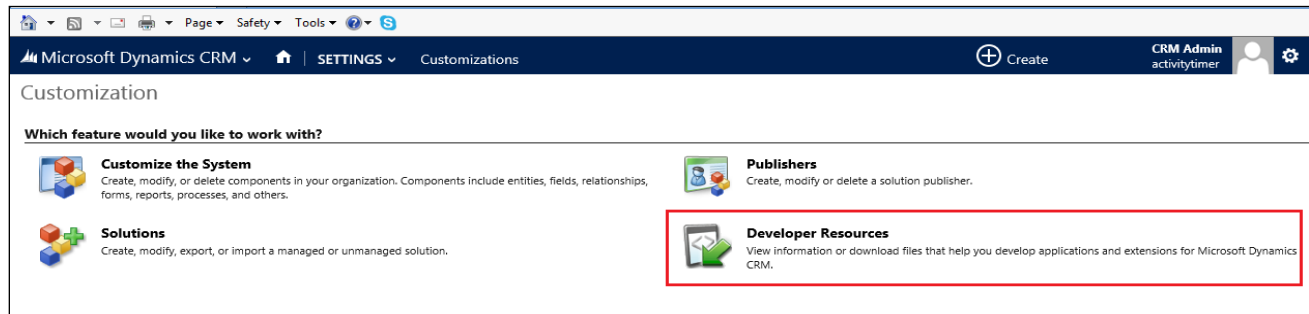 Page Safety Tools
Microsoft Dynamics CRM SETTINGS Customizations Create CRM Admin
activitytimer
Customization
Which feature would you like to work with?
Customize the System
Create, modify, or delete components in your organization. Components include entities, fields, relationships,
forms, reports, processes, and others.
Publishers
Create, modify or delete a solution publisher.
Solutions
Create, modify, export, or import a managed or unmanaged solution.
Developer Resources
View information or download files that help you develop applications and extensions for Microsoft Dynamics
CRM.